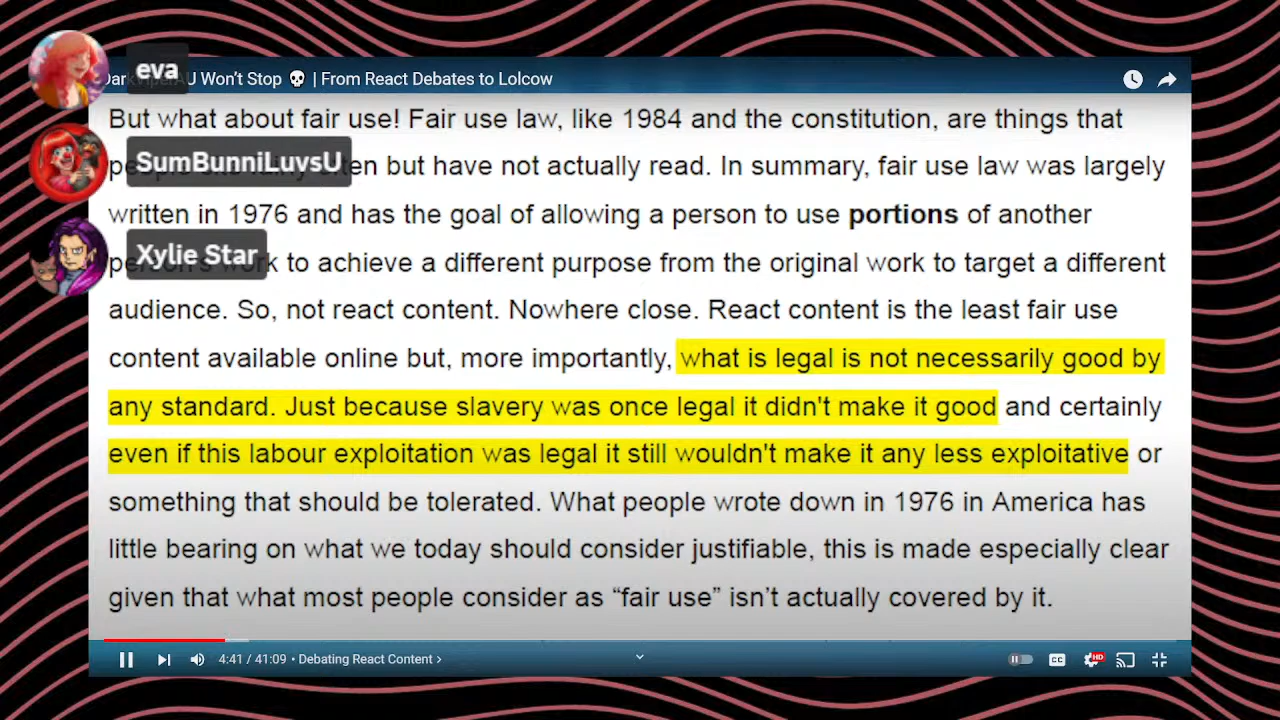 eva
U Won't Stop 💀 | From React Debates to Lolcow
But what about fair use! Fair use law, like 1984 and the constitution, are things that
SumBunniLuvsU
but have not actually read. In summary, fair use law was largely
written in 1976 and has the goal of allowing a person to use portions of another
Xylie Star
to achieve a different purpose from the original work to target a different
audience. So, not react content. Nowhere close. React content is the least fair use
content available online but, more importantly, what is legal is not necessarily good by
any standard. Just because slavery was once legal it didn't make it good and certainly
even if this labour exploitation was legal it still wouldn't make it any less exploitative or
something that should be tolerated. What people wrote down in 1976 in America has
little bearing on what we today should consider justifiable, this is made especially clear
given that what most people consider as “fair use” isn’t actually covered by it.
4:41 / 41:09 • Debating React Content ›
CC
HD